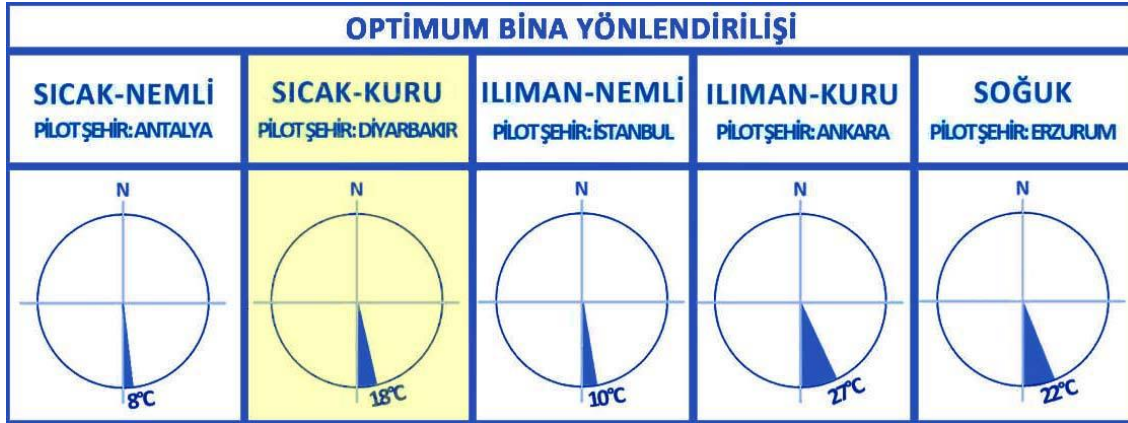 OPTİMUM BİNA YÖNLENDİRİLİŞİ
SICAK-NEMLİ
PİLOT ŞEHİR: ANTALYA
SICAK-KURU
PİLOT ŞEHİR: DİYARBAKIR
ILIMAN-NEMLİ
PİLOT ŞEHİR: İSTANBUL
ILIMAN-KURU
PİLOT ŞEHİR: ANKARA
SOĞUK
PİLOT ŞEHİR: ERZURUM
N
8°C
N
18°C
N
10°C
N
27°C
N
22°C